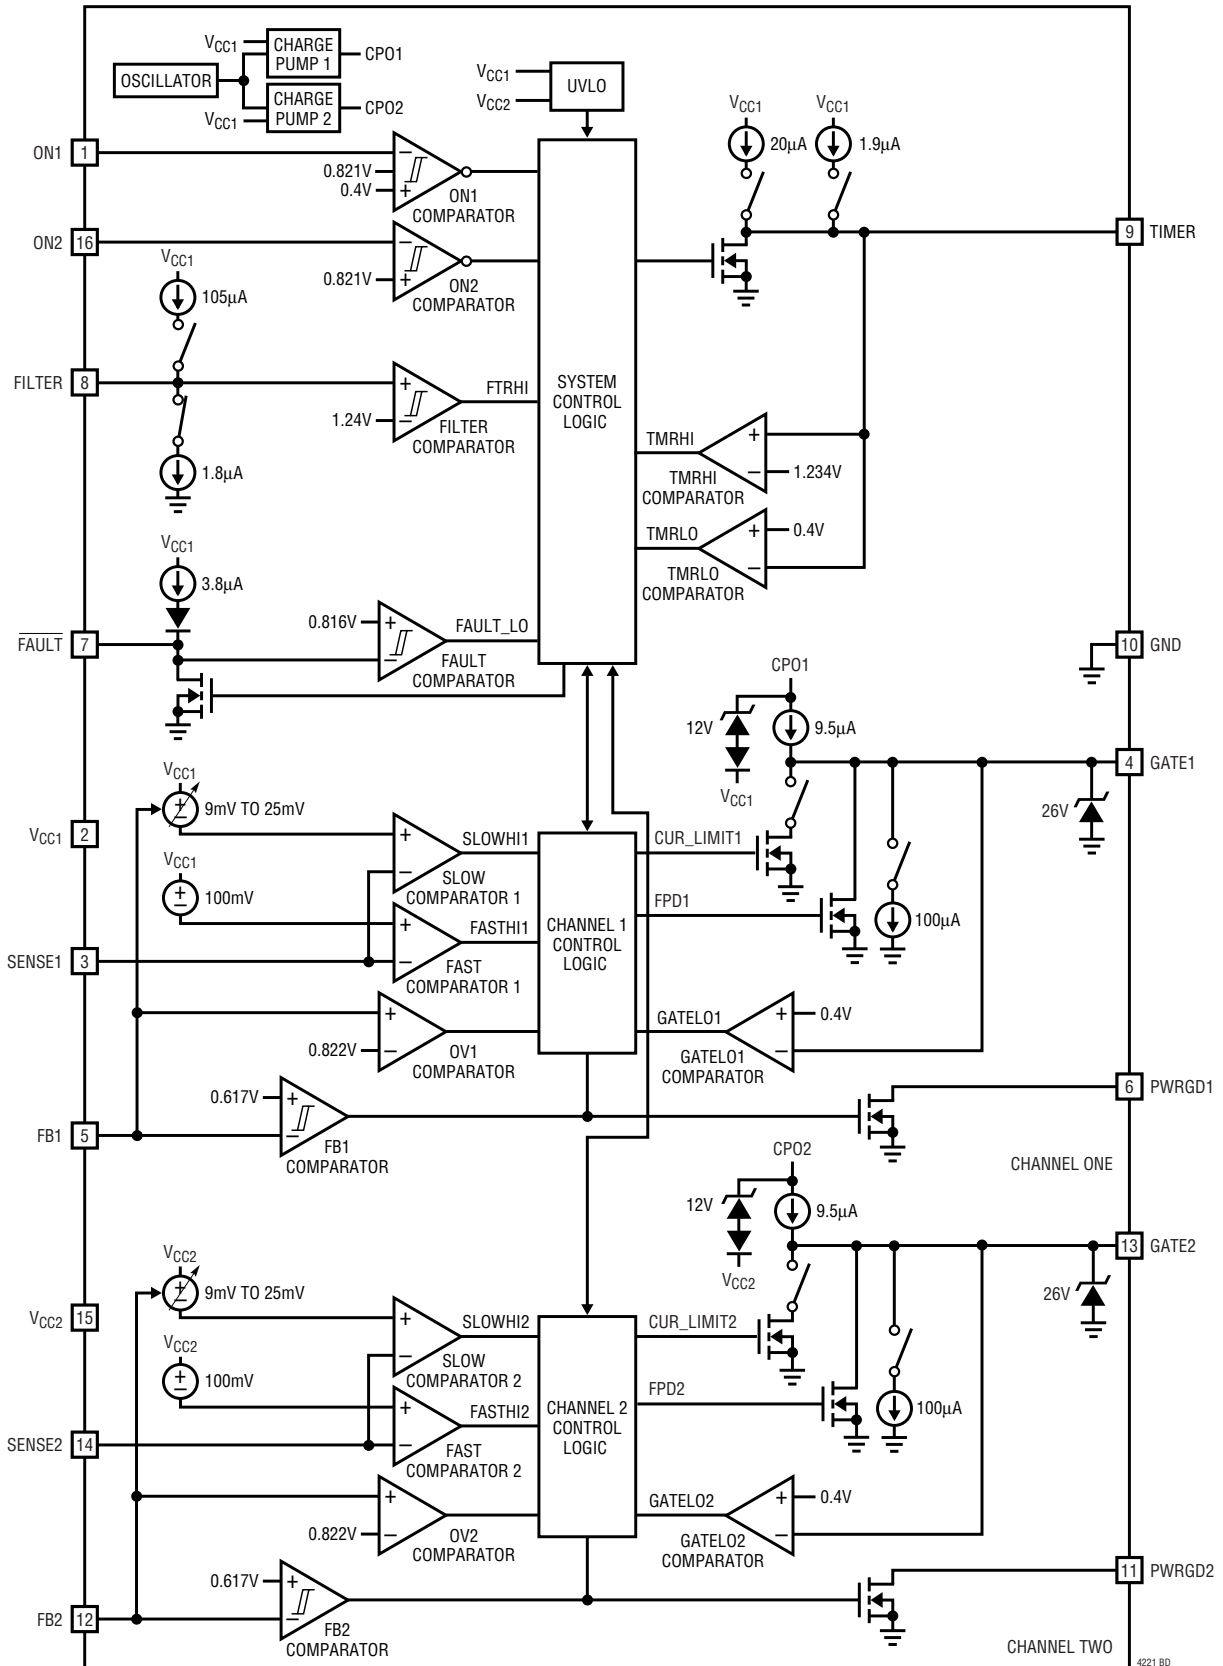 VCC1
CHARGE
PUMP 1
CPO1
OSCILLATOR
CHARGE
PUMP 2
CPO2
VCC1
VCC1
VCC2
UVLO
ON1
1
0.821V
0.4V
−
+
ON1
COMPARATOR
ON2
16
0.821V
−
+
ON2
COMPARATOR
VCC1
20µA
VCC1
1.9µA
9
TIMER
VCC1
105µA
FILTER
8
1.24V
+
−
FTRHI
FILTER
COMPARATOR
1.8µA
SYSTEM
CONTROL
LOGIC
TMRHI
+
−
1.234V
TMRHI
COMPARATOR
TMRLO
+
−
0.4V
TMRLO
COMPARATOR
VCC1
3.8µA
FAULT
7
0.816V
+
−
FAULT_LO
FAULT
COMPARATOR
10
GND
CPO1
12V
9.5µA
VCC1
4
GATE1
26V
VCC1
+
−
9mV TO 25mV
VCC1
2
VCC1
+
−
100mV
SENSE1
3
+
−
SLOWHI1
SLOW
COMPARATOR 1
+
−
FASTHI1
FAST
COMPARATOR 1
CHANNEL 1
CONTROL
LOGIC
CUR_LIMIT1
FPD1
100µA
0.822V
+
−
OV1
COMPARATOR
GATELO1
+
−
0.4V
GATELO1
COMPARATOR
0.617V
+
−
FB1
5
FB1
COMPARATOR
6
PWRGD1
CHANNEL ONE
CPO2
12V
9.5µA
VCC2
13
GATE2
26V
VCC2
+
−
9mV TO 25mV
VCC2
15
VCC2
+
−
100mV
SENSE2
14
+
−
SLOWHI2
SLOW
COMPARATOR 2
+
−
FASTHI2
FAST
COMPARATOR 2
CHANNEL 2
CONTROL
LOGIC
CUR_LIMIT2
FPD2
100µA
0.822V
+
−
OV2
COMPARATOR
GATELO2
+
−
0.4V
GATELO2
COMPARATOR
0.617V
+
−
FB2
12
FB2
COMPARATOR
11
PWRGD2
CHANNEL TWO
4221 BD